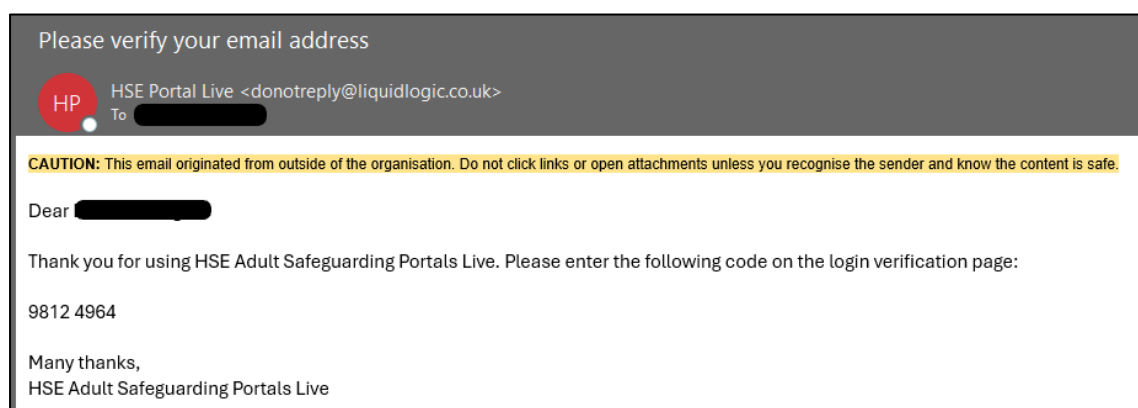 Please verify your email address
HP
HSE Portal Live <donotreply@liquidlogic.co.uk>
To
CAUTION: This email originated from outside of the organisation. Do not click links or open attachments unless you recognise the sender and know the content is safe.
Dear
Thank you for using HSE Adult Safeguarding Portals Live. Please enter the following code on the login verification page:
9812 4964
Many thanks,
HSE Adult Safeguarding Portals Live